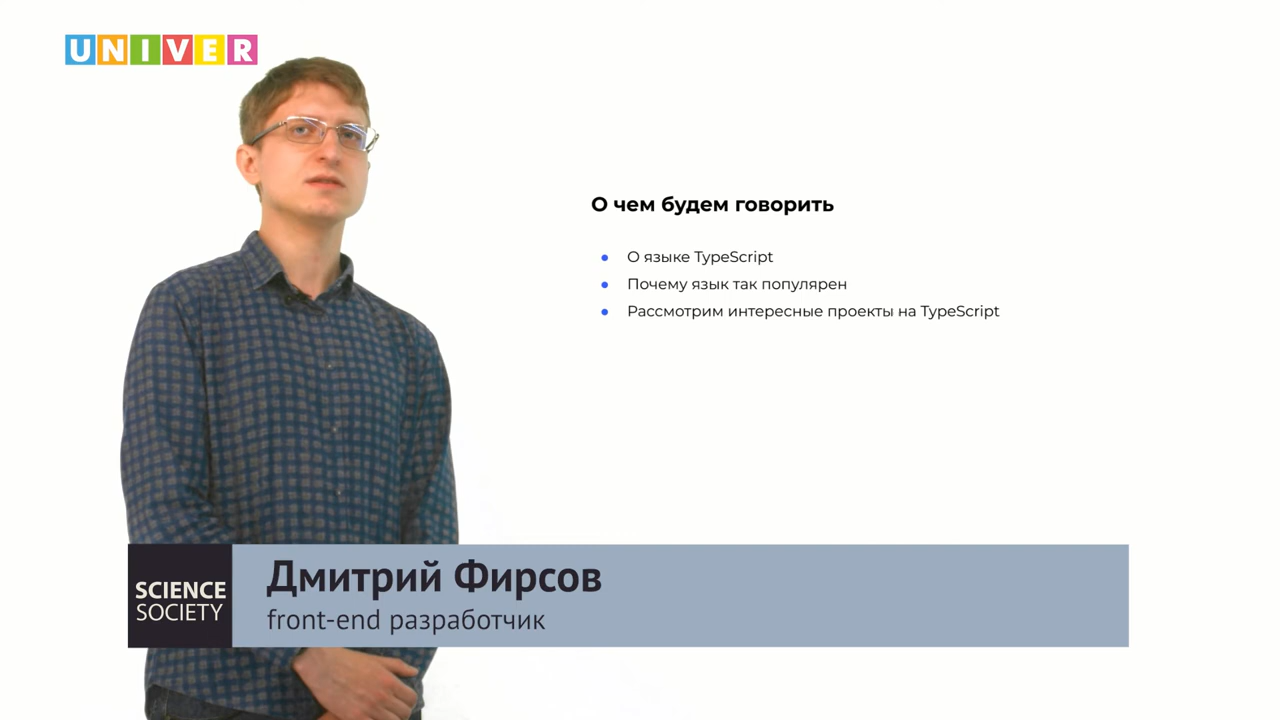 UNIVER
О чем будем говорить
О языке TypeScript
Почему язык так популярен
Рассмотрим интересные проекты на TypeScript
SCIENCE
SOCIETY
Дмитрий Фирсов
front-end разработчик